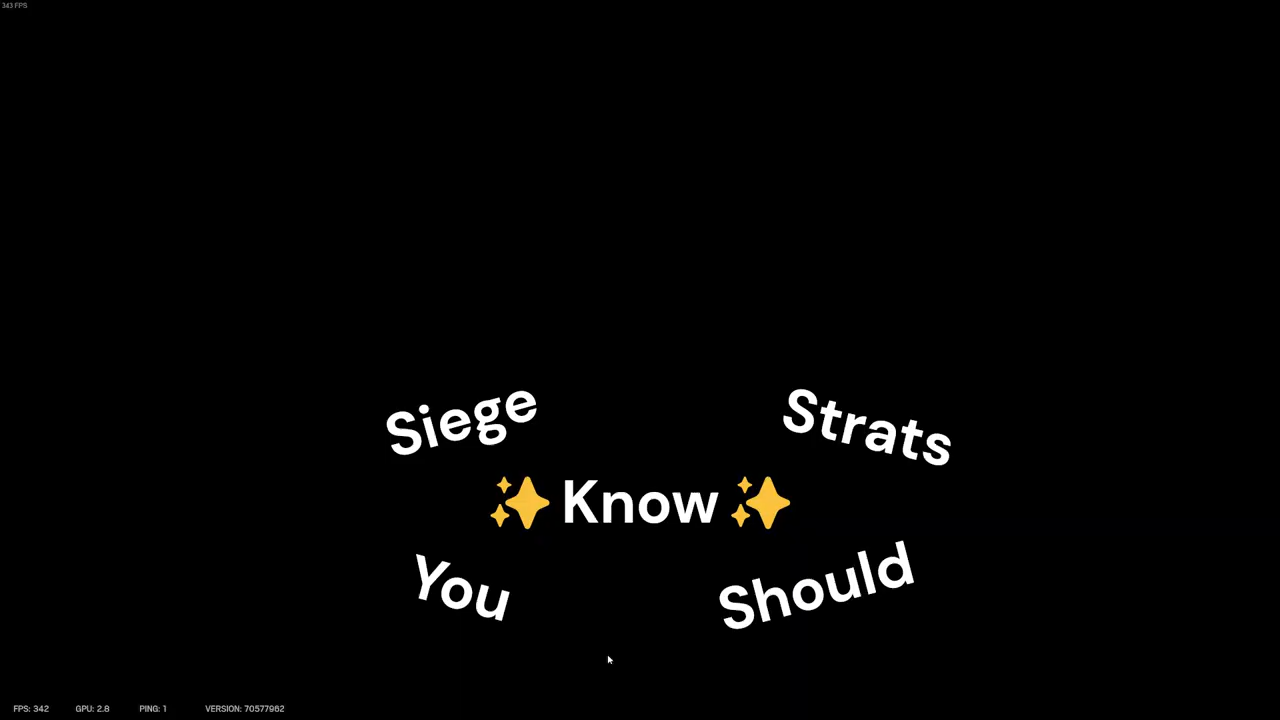 343 FPS
Siege Strats
✨ Know ✨
You Should
FPS: 342 GPU: 2.8 PING: 1 VERSION: 70577962